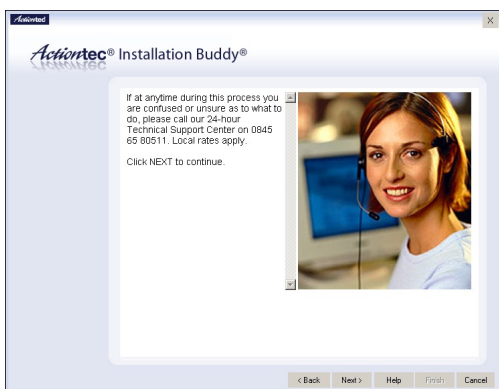 Actiontec
Actiontec® Installation Buddy®
If at anytime during this process you
are confused or unsure as to what to
do, please call our 24-hour
Technical Support Center on 0845
65 80511. Local rates apply.
Click NEXT to continue.
< Back Next > Help Finish Cancel